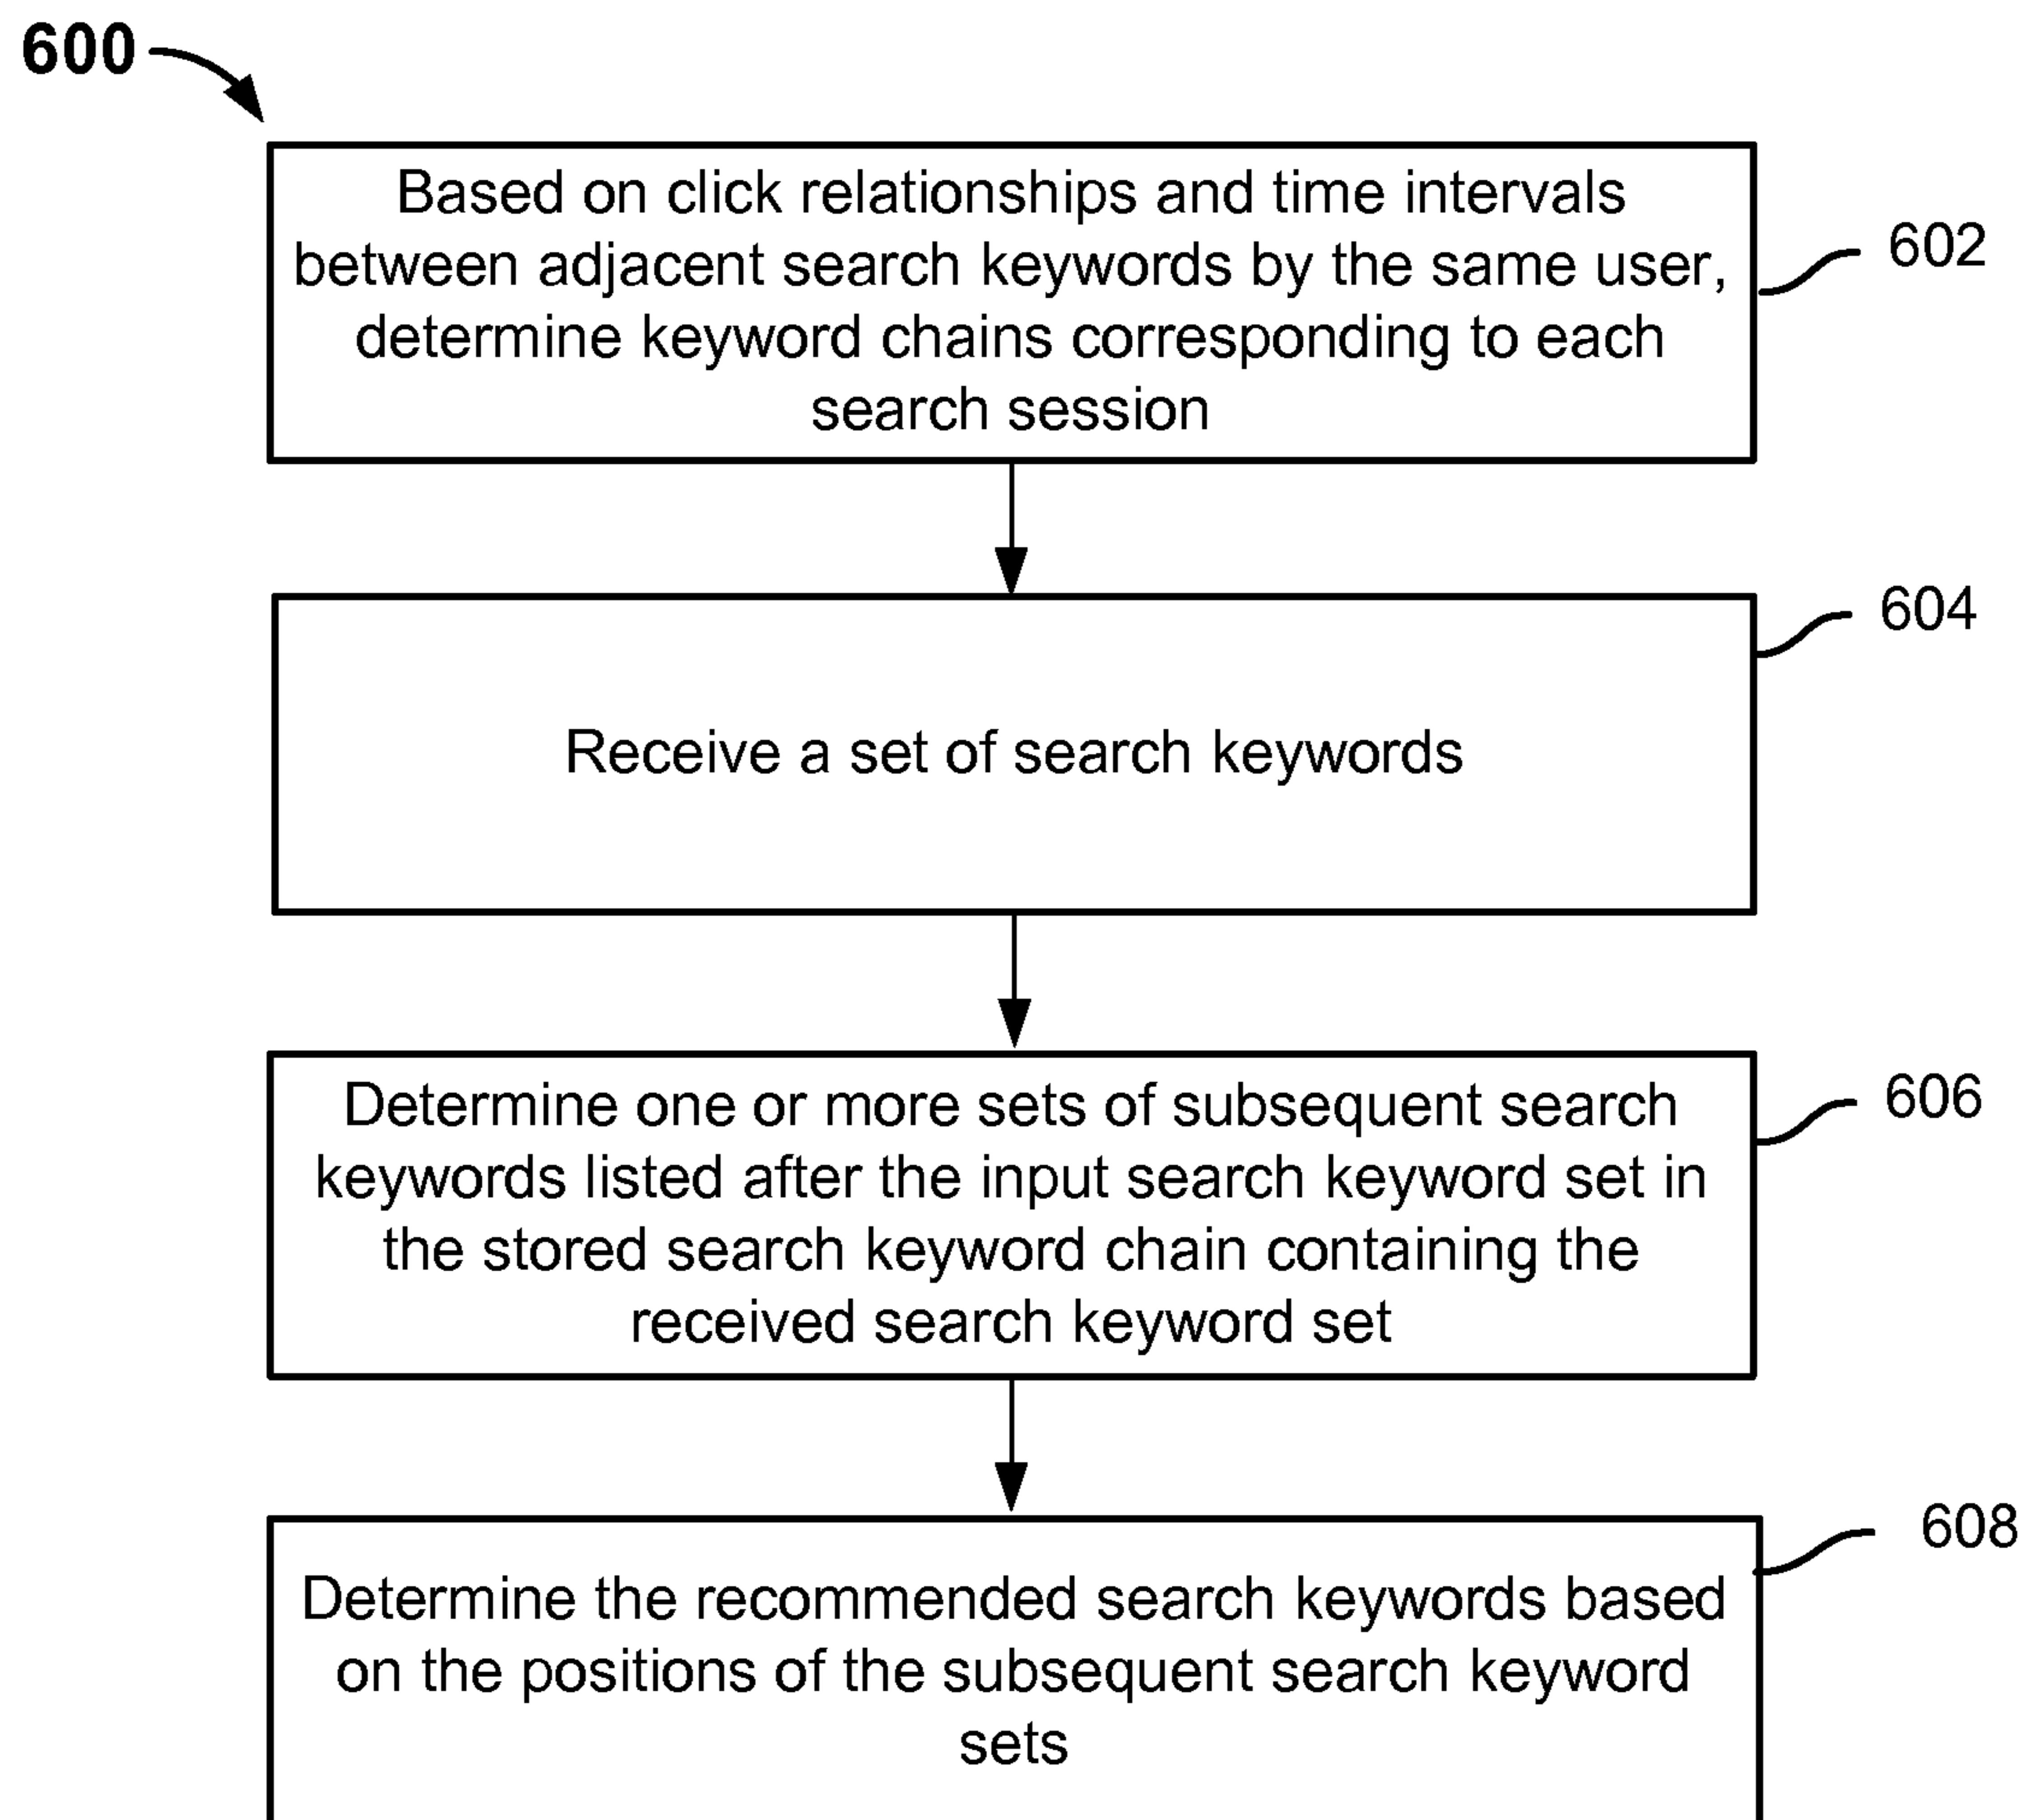 600
Based on click relationships and time intervals
between adjacent search keywords by the same user,
determine keyword chains corresponding to each
search session
602
Receive a set of search keywords
604
Determine one or more sets of subsequent search
keywords listed after the input search keyword set in
the stored search keyword chain containing the
received search keyword set
606
Determine the recommended search keywords based
on the positions of the subsequent search keyword
sets
608